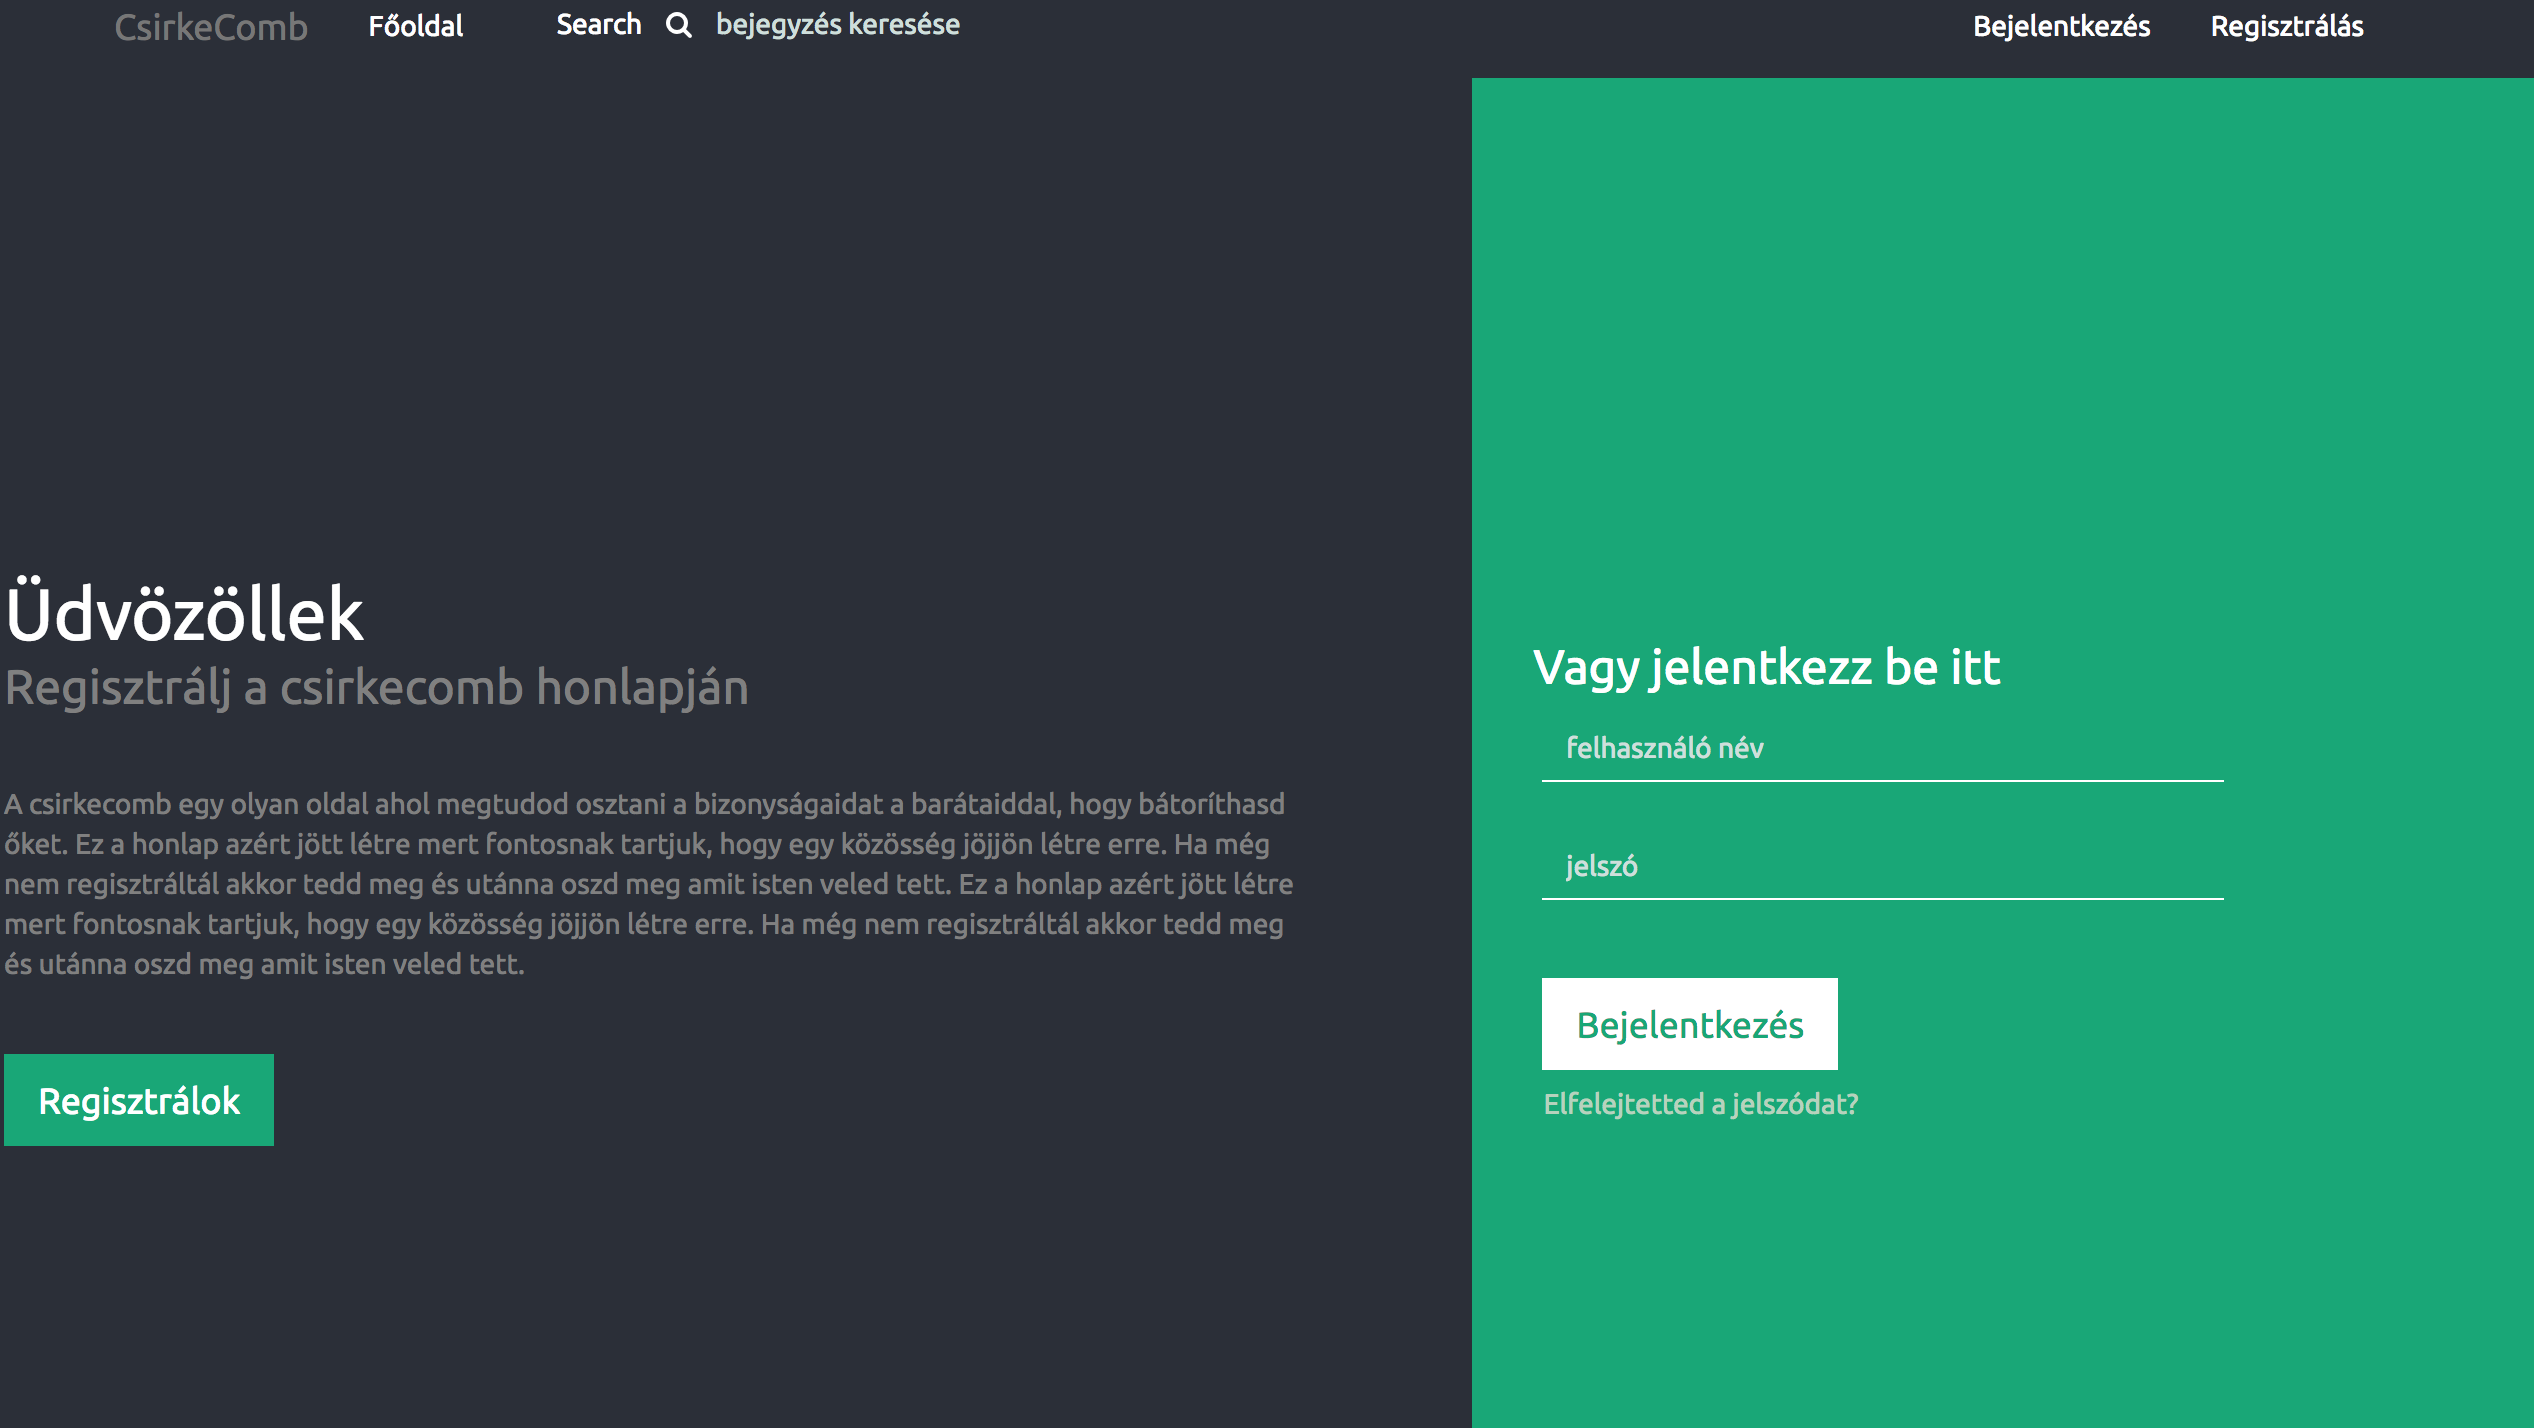 CsirkeComb Főoldal Search bejegyzés keresése Bejelentkezés Regisztrálás
Üdvözöllek
Regisztrálj a csirkecomb honlapján
A csirkecomb egy olyan oldal ahol megtudod osztani a bizonyságaidat a barátaiddal, hogy bátoríthasd
őket. Ez a honlap azért jött létre mert fontosnak tartjuk, hogy egy közösség jöjjön létre erre. Ha még
nem regisztráltál akkor tedd meg és utánna oszd meg amit isten veled tett. Ez a honlap azért jött létre
mert fontosnak tartjuk, hogy egy közösség jöjjön létre erre. Ha még nem regisztráltál akkor tedd meg
és utánna oszd meg amit isten veled tett.
Regisztrálok
Vagy jelentkezz be itt
felhasználó név
jelszó
Bejelentkezés
Elfelejtetted a jelszódat?